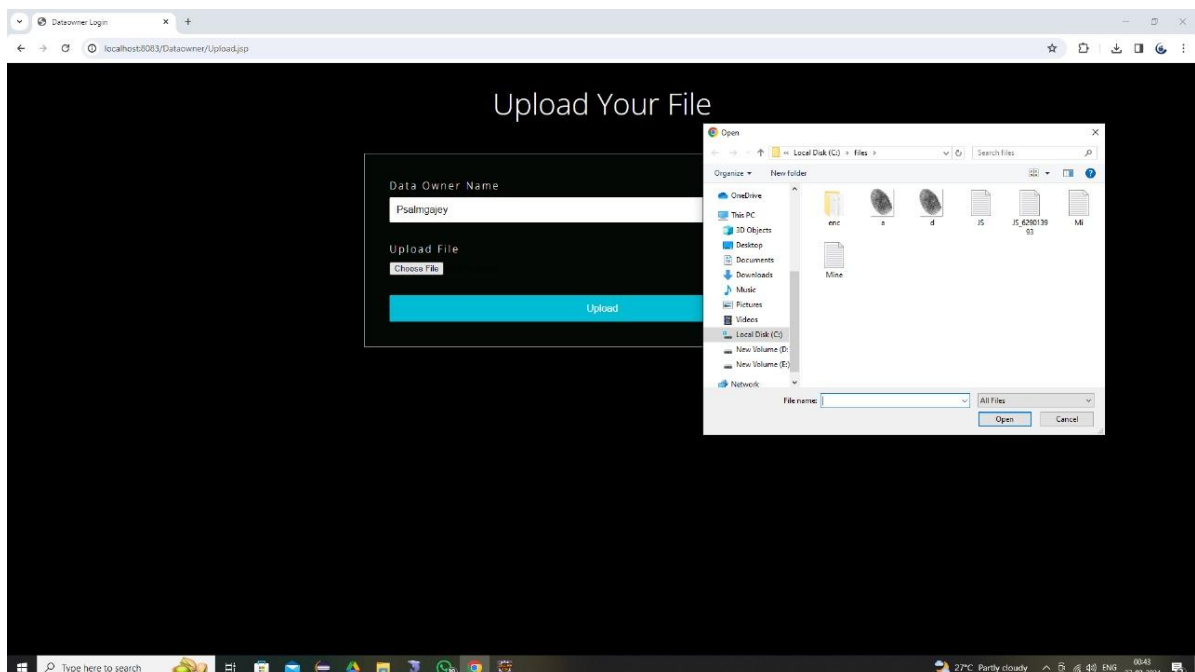 Dataowner Login
localhost:8083/Dataowner/Upload.jsp
Upload Your File
Data Owner Name
Psalmgajey
Upload File
Choose File
Upload
Open
Local Disk (C:) > files >
Search files
Organize
New folder
OneDrive
This PC
3D Objects
Desktop
Documents
Downloads
Music
Pictures
Videos
Local Disk (C:)
New Volume (D:
New Volume (E:)
Network
enc
a
d
JS
JS_6290139
93
Mi
Mine
File name:
All Files
Open
Cancel
Type here to search
27°C Partly cloudy
ENG
00:43